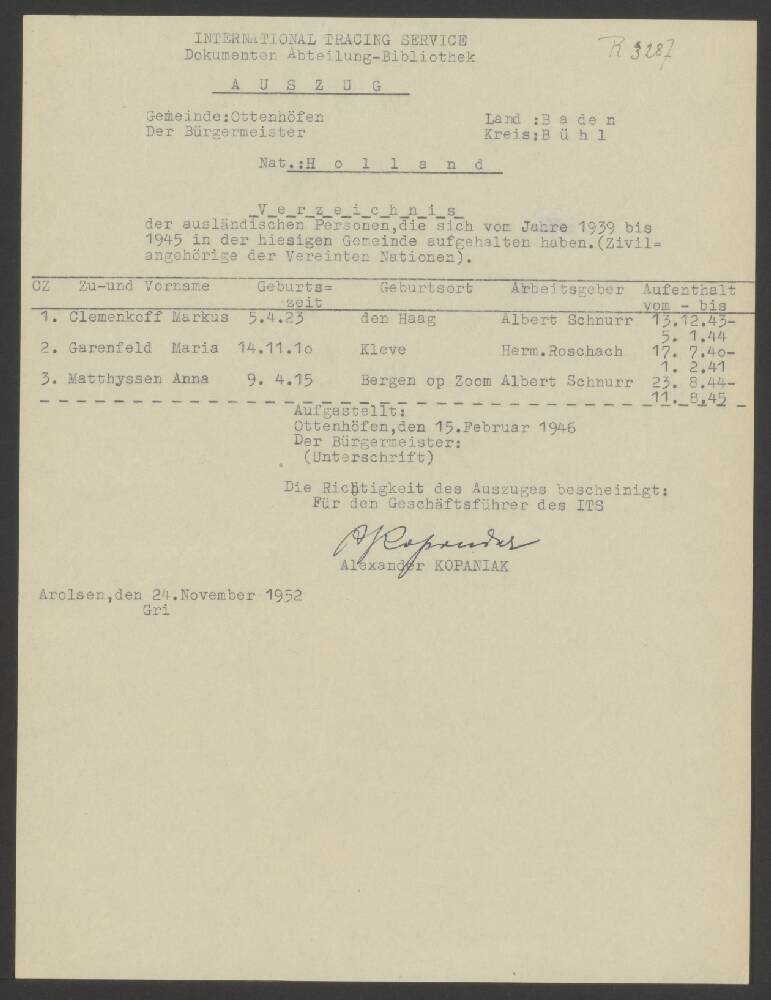 INTERNATIONAL TRACING SERVICE
Dokumenten Abteilung-Bibliothek
R 3287
A U S Z U G
Gemeinde:Ottenhöfen Land :B a d e n
Der Bürgermeister Kreis:B ü h l
Nat.:H o l l a n d
V e r z e i c h n i s
der ausländischen Personen,die sich vom Jahre 1939 bis
1945 in der hiesigen Gemeinde aufgehalten haben.(Zivil=
angehörige der Vereinten Nationen).
OZ Zu-und Vorname Geburts= Geburtsort Arbeitsgeber Aufenthalt
zeit vom - bis
1. Clemenkoff Markus 5.4.23 den Haag Albert Schnurr 13.12.43-
5. 1.44
2. Garenfeld Maria 14.11.1o Kleve Herm.Roschach 17. 7.4o-
1. 2.41
3. Matthyssen Anna 9. 4.15 Bergen op Zoom Albert Schnurr 23. 8.44-
11. 8.45
Aufgestellt:
Ottenhöfen,den 15.Februar 1946
Der Bürgermeister:
(Unterschrift)
Die Richtigkeit des Auszuges bescheinigt:
Für den Geschäftsführer des ITS
Alexander KOPANIAK
Arolsen,den 24.November 1952
Gri